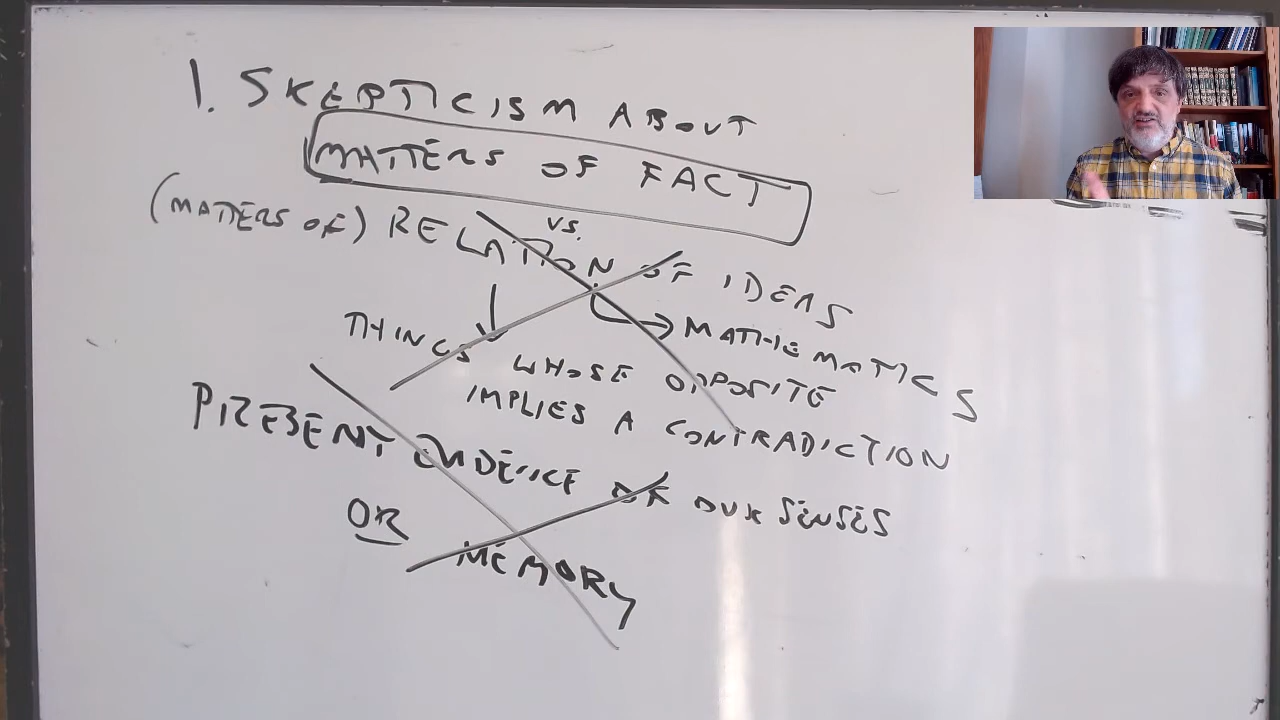 1. SKEPTICISM ABOUT
MATTERS OF FACT
VS.
(MATTERS OF) RELATION OF IDEAS
MATHEMATICS
THINGS WHOSE OPPOSITE
IMPLIES A CONTRADICTION
PRESENT EVIDENCE OF OUR SENSES
OR MEMORY